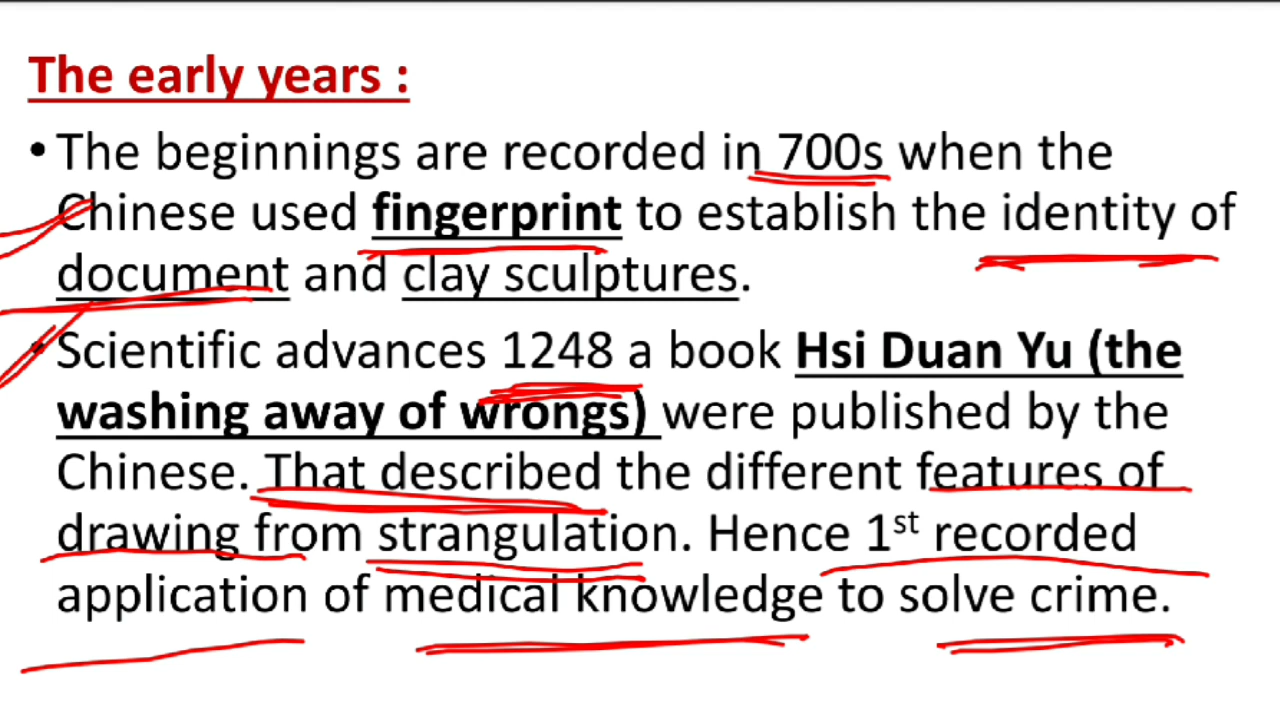 The early years :
• The beginnings are recorded in 700s when the
Chinese used fingerprint to establish the identity of
document and clay sculptures.
• Scientific advances 1248 a book Hsi Duan Yu (the
washing away of wrongs) were published by the
Chinese. That described the different features of
drawing from strangulation. Hence 1st recorded
application of medical knowledge to solve crime.